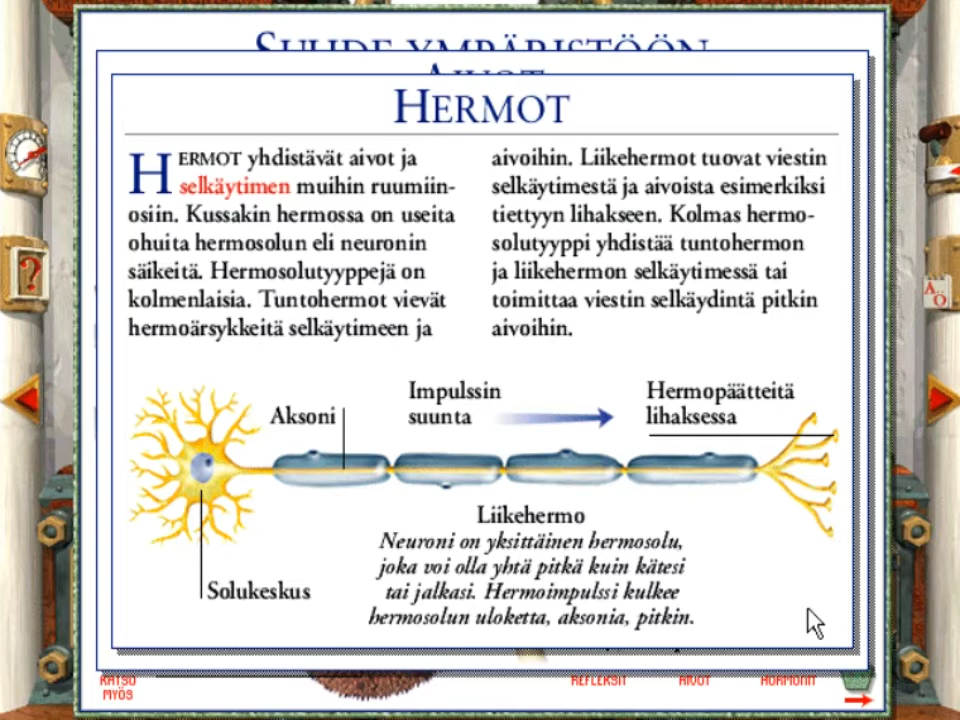 SUHDE YMPÄRISTÖÖN
AIVOT
HERMOT
HERMOT yhdistävät aivot ja
selkäytimen muihin ruumiin-
osiin. Kussakin hermossa on useita
ohuita hermosolun eli neuronin
säikeitä. Hermosolutyyppejä on
kolmenlaisia. Tuntohermot vievät
hermoärsykkeitä selkäytimeen ja
aivoihin. Liikehermot tuovat viestin
selkäytimestä ja aivoista esimerkiksi
tiettyyn lihakseen. Kolmas hermo-
solutyyppi yhdistää tuntohermon
ja liikehermon selkäytimessä tai
toimittaa viestin selkäydintä pitkin
aivoihin.
Aksoni
Impulssin
suunta
Hermopäätteitä
lihaksessa
Liikehermo
Neuroni on yksittäinen hermosolu,
joka voi olla yhtä pitkä kuin kätesi
tai jalkasi. Hermoimpulssi kulkee
hermosolun uloketta, aksonia, pitkin.
Solukeskus
KATSO
MYÖS
REFLEKSIT
AIVOT
HORMONIT
?
A...
Ö